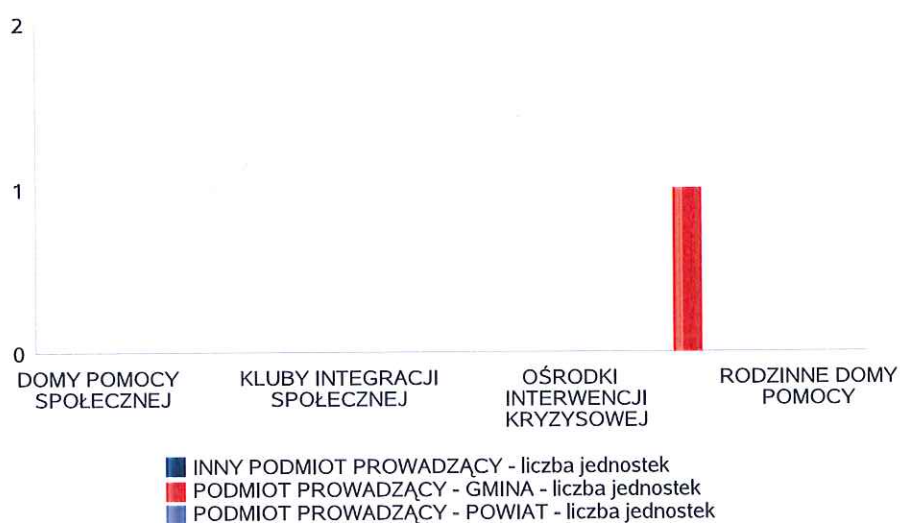 2
1
0
DOMY POMOCY
SPOŁECZNEJ
KLUBY INTEGRACJI
SPOŁECZNEJ
OŚRODKI
INTERWENCJI
KRYZYSOWEJ
RODZINNE DOMY
POMOCY
INNY PODMIOT PROWADZĄCY - liczba jednostek
PODMIOT PROWADZĄCY - GMINA - liczba jednostek
PODMIOT PROWADZĄCY - POWIAT - liczba jednostek